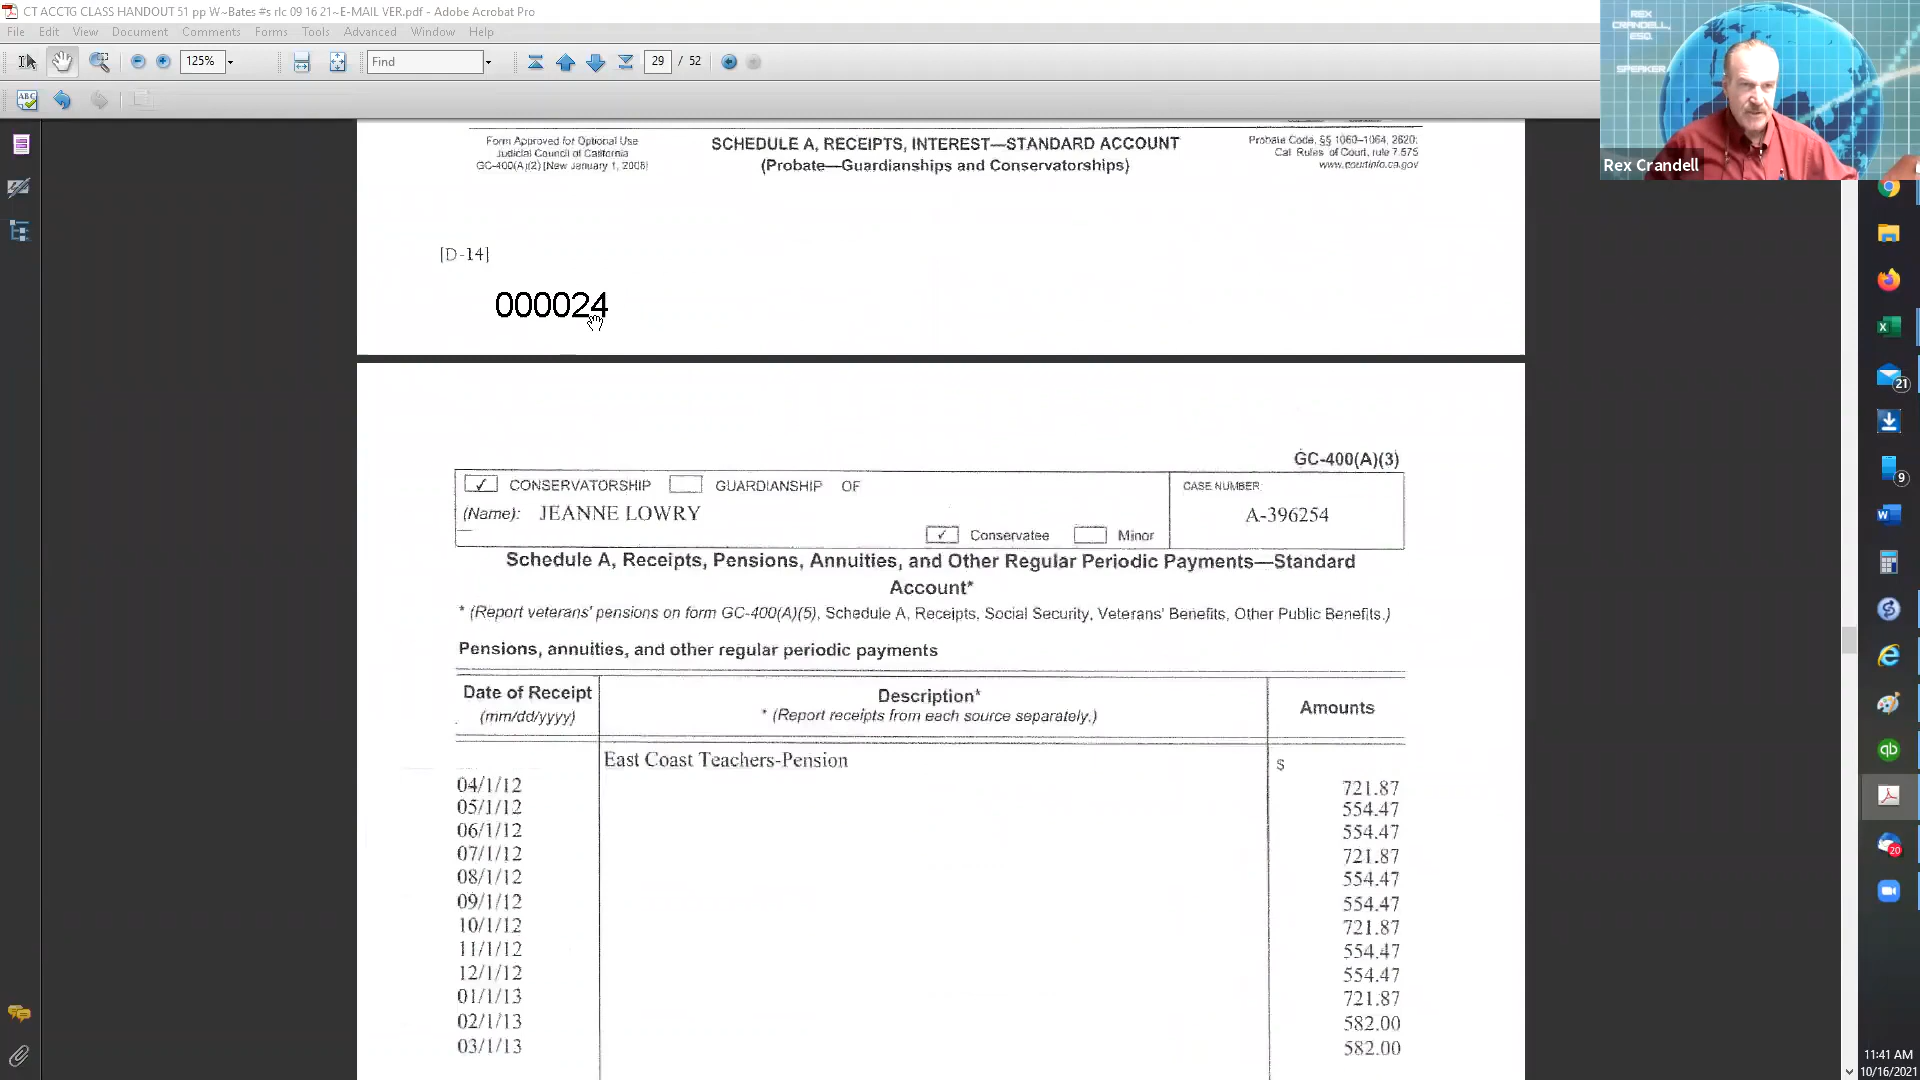 CT ACCTG CLASS HANDOUT 51 pp W~Bates #s rlc 09 16 21~E-MAIL VER.pdf - Adobe Acrobat Pro
File Edit View Document Comments Forms Tools Advanced Window Help
125% Find 29 / 52
REX CRANDELL, ESQ.
SPEAKER
Rex Crandell
Form Approved for Optional Use
Judicial Council of California
GC-400(A)(2) [New January 1, 2008]
SCHEDULE A, RECEIPTS, INTEREST—STANDARD ACCOUNT
(Probate—Guardianships and Conservatorships)
Probate Code, §§ 1060–1064, 2620;
Cal Rules of Court, rule 7.575
www.courtinfo.ca.gov
[D-14]
000024
GC-400(A)(3)
✓ CONSERVATORSHIP GUARDIANSHIP OF
(Name): JEANNE LOWRY
✓ Conservatee Minor
CASE NUMBER:
A-396254
Schedule A, Receipts, Pensions, Annuities, and Other Regular Periodic Payments—Standard
Account*
* (Report veterans' pensions on form GC-400(A)(5), Schedule A, Receipts, Social Security, Veterans' Benefits, Other Public Benefits.)
Pensions, annuities, and other regular periodic payments
Date of Receipt
(mm/dd/yyyy)
Description*
* (Report receipts from each source separately.)
Amounts
East Coast Teachers-Pension $
04/1/12 721.87
05/1/12 554.47
06/1/12 554.47
07/1/12 721.87
08/1/12 554.47
09/1/12 554.47
10/1/12 721.87
11/1/12 554.47
12/1/12 554.47
01/1/13 721.87
02/1/13 582.00
03/1/13 582.00
21
9
20
11:41 AM
10/16/2021